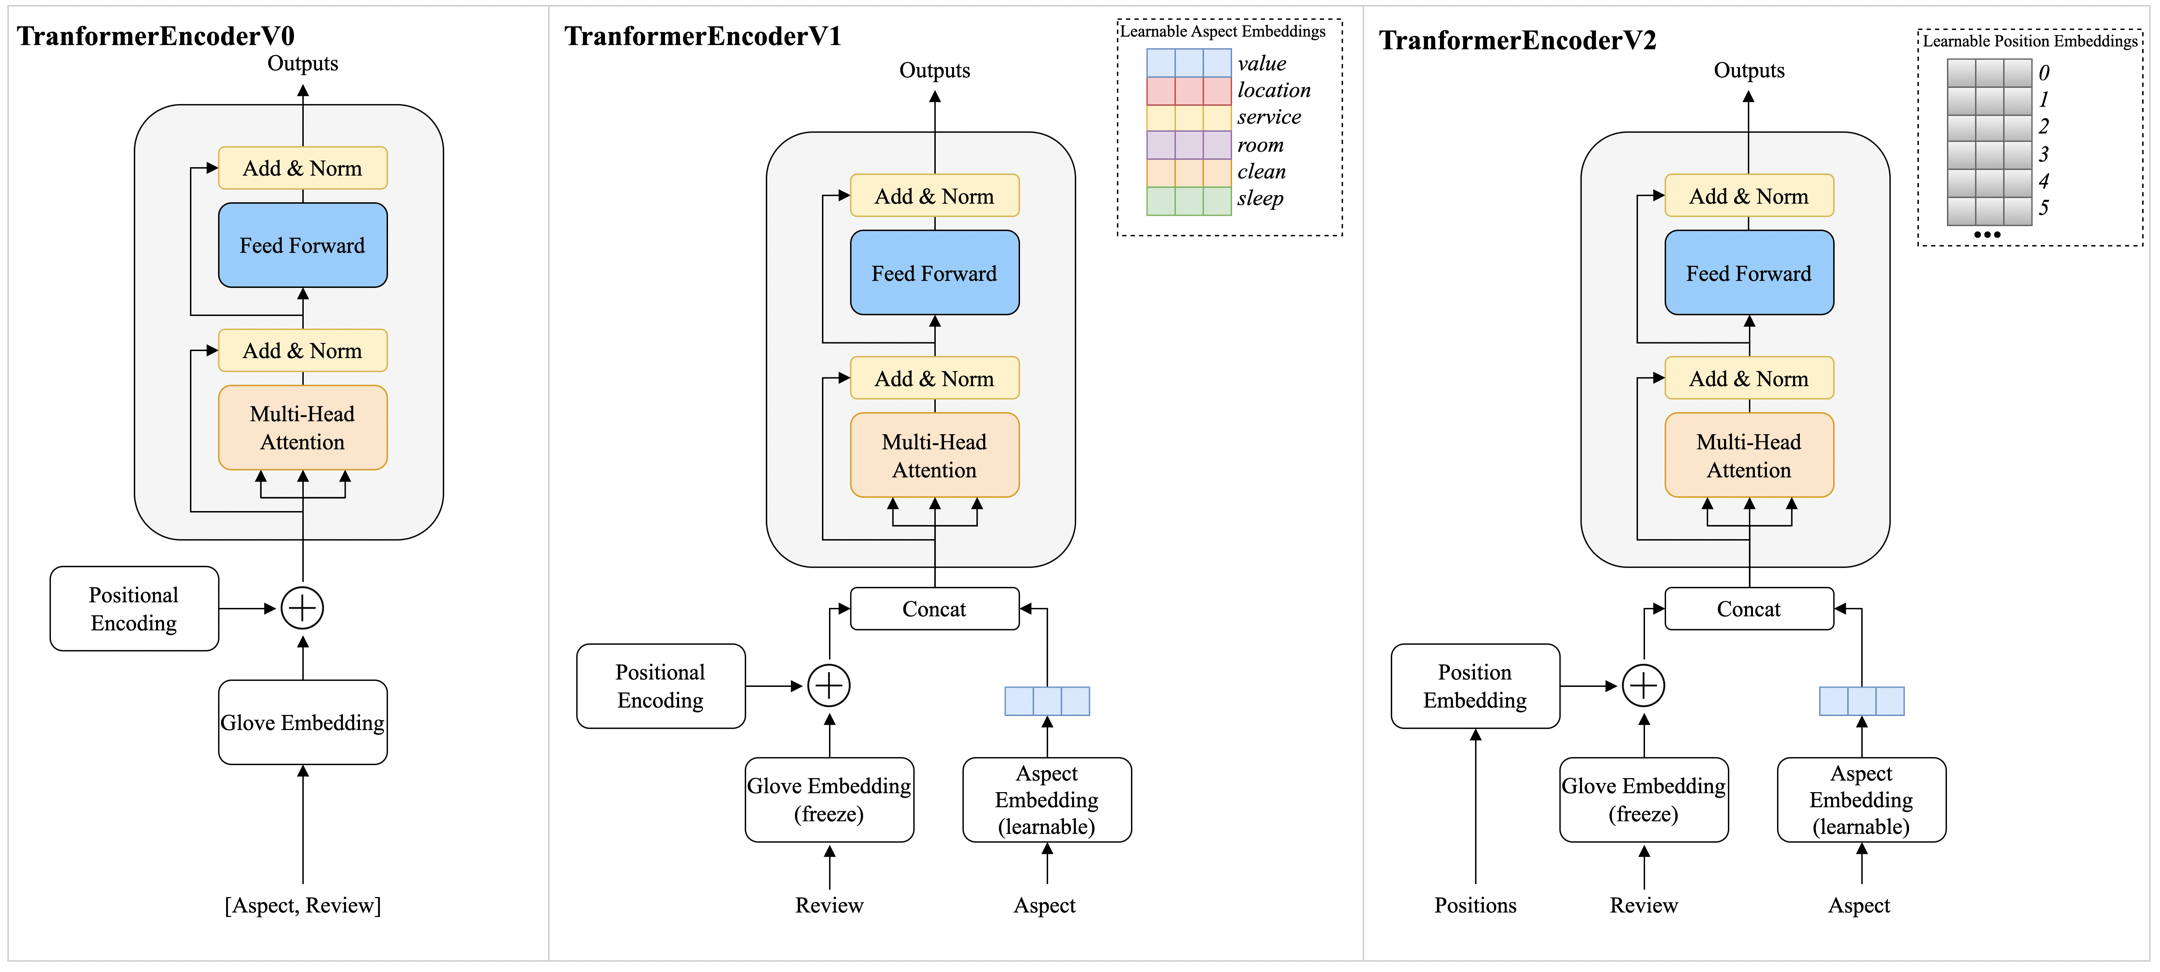 TranformerEncoderV0
Outputs
Add & Norm
Feed Forward
Add & Norm
Multi-Head
Attention
Positional
Encoding
Glove Embedding
[Aspect, Review]
TranformerEncoderV1
Outputs
Add & Norm
Feed Forward
Add & Norm
Multi-Head
Attention
Concat
Positional
Encoding
Glove Embedding
(freeze)
Aspect
Embedding
(learnable)
Review
Aspect
Learnable Aspect Embeddings
value
location
service
room
clean
sleep
TranformerEncoderV2
Outputs
Add & Norm
Feed Forward
Add & Norm
Multi-Head
Attention
Concat
Position
Embedding
Glove Embedding
(freeze)
Aspect
Embedding
(learnable)
Positions
Review
Aspect
Learnable Position Embeddings
0
1
2
3
4
5
•••